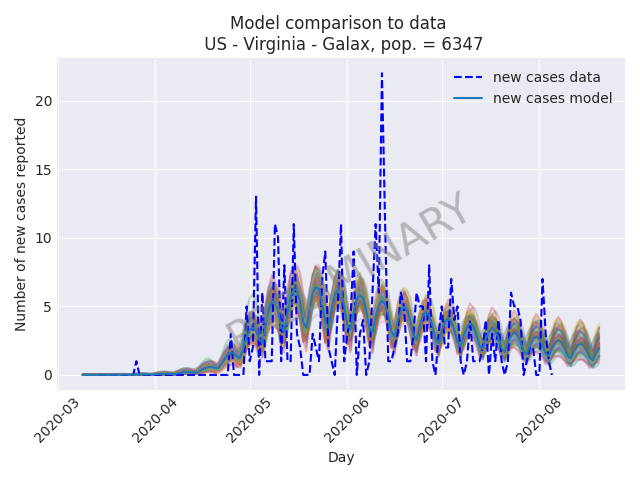 Model comparison to data
US - Virginia - Galax, pop. = 6347
new cases data
new cases model
Number of new cases reported
20
15
10
5
0
2020-03
2020-04
2020-05
2020-06
2020-07
2020-08
Day